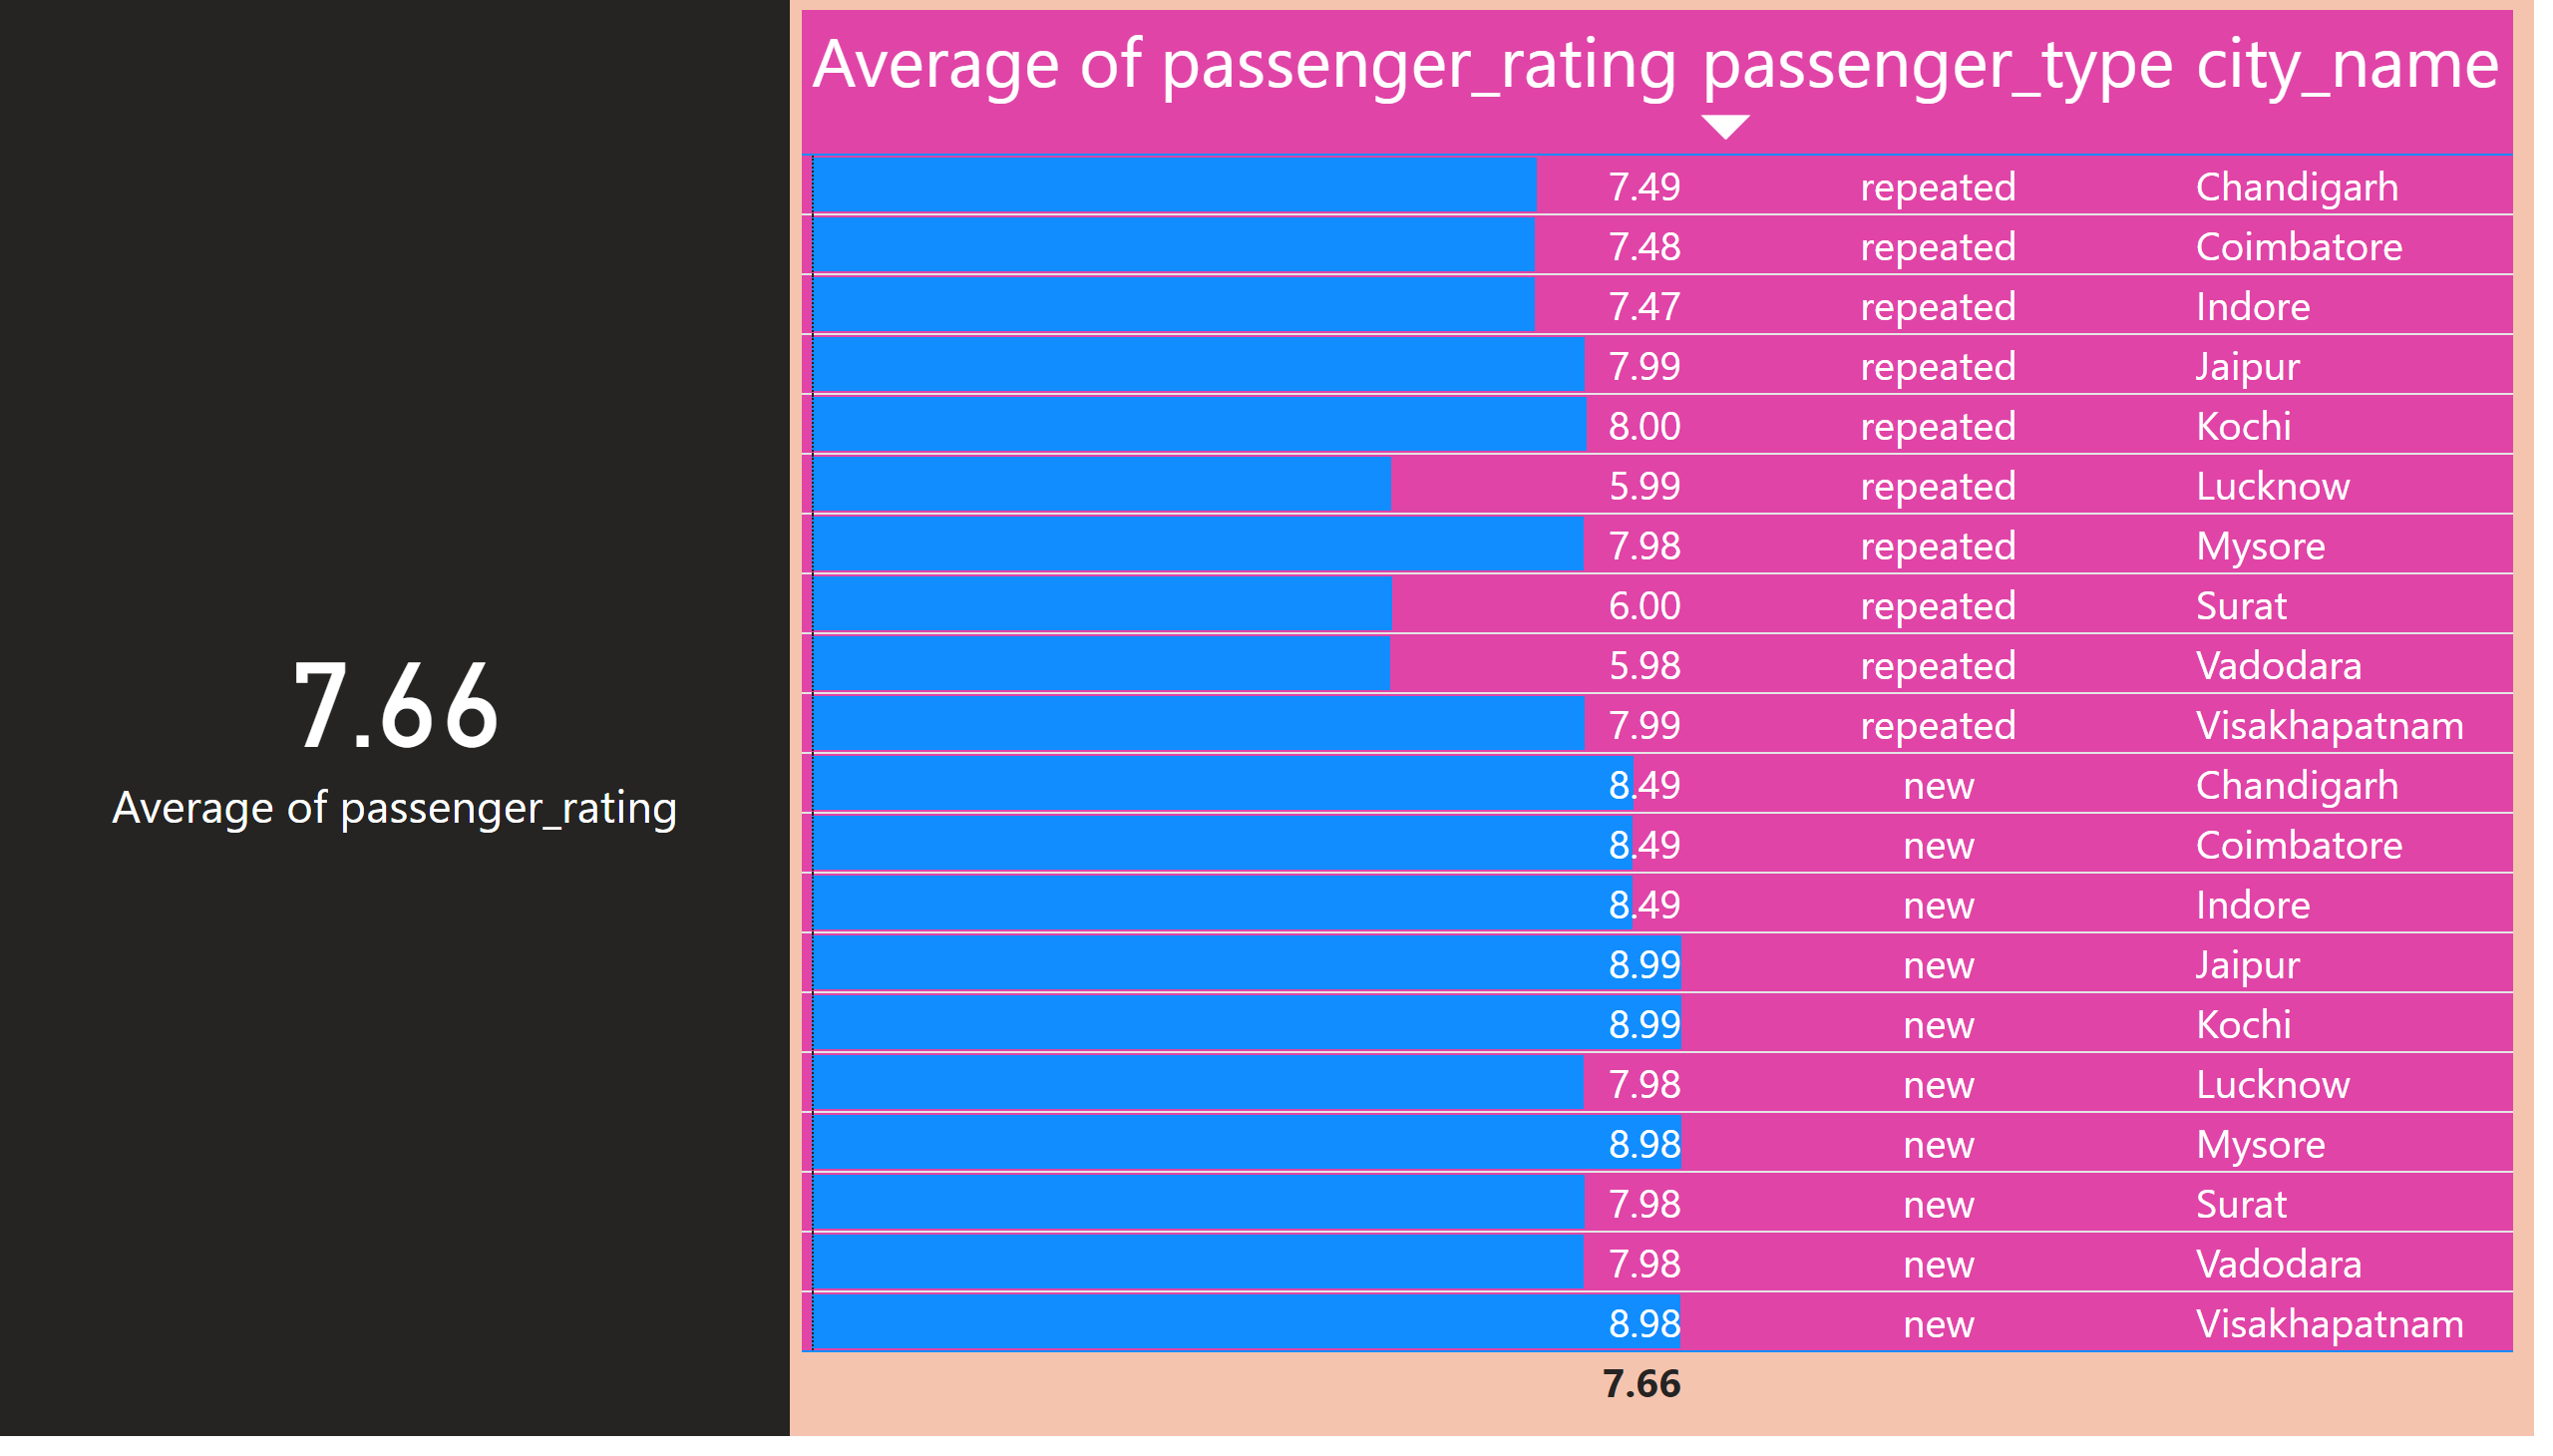 7.66
Average of passenger_rating
Average of passenger_rating passenger_type city_name
7.49 repeated Chandigarh
7.48 repeated Coimbatore
7.47 repeated Indore
7.99 repeated Jaipur
8.00 repeated Kochi
5.99 repeated Lucknow
7.98 repeated Mysore
6.00 repeated Surat
5.98 repeated Vadodara
7.99 repeated Visakhapatnam
8.49 new Chandigarh
8.49 new Coimbatore
8.49 new Indore
8.99 new Jaipur
8.99 new Kochi
7.98 new Lucknow
8.98 new Mysore
7.98 new Surat
7.98 new Vadodara
8.98 new Visakhapatnam
7.66